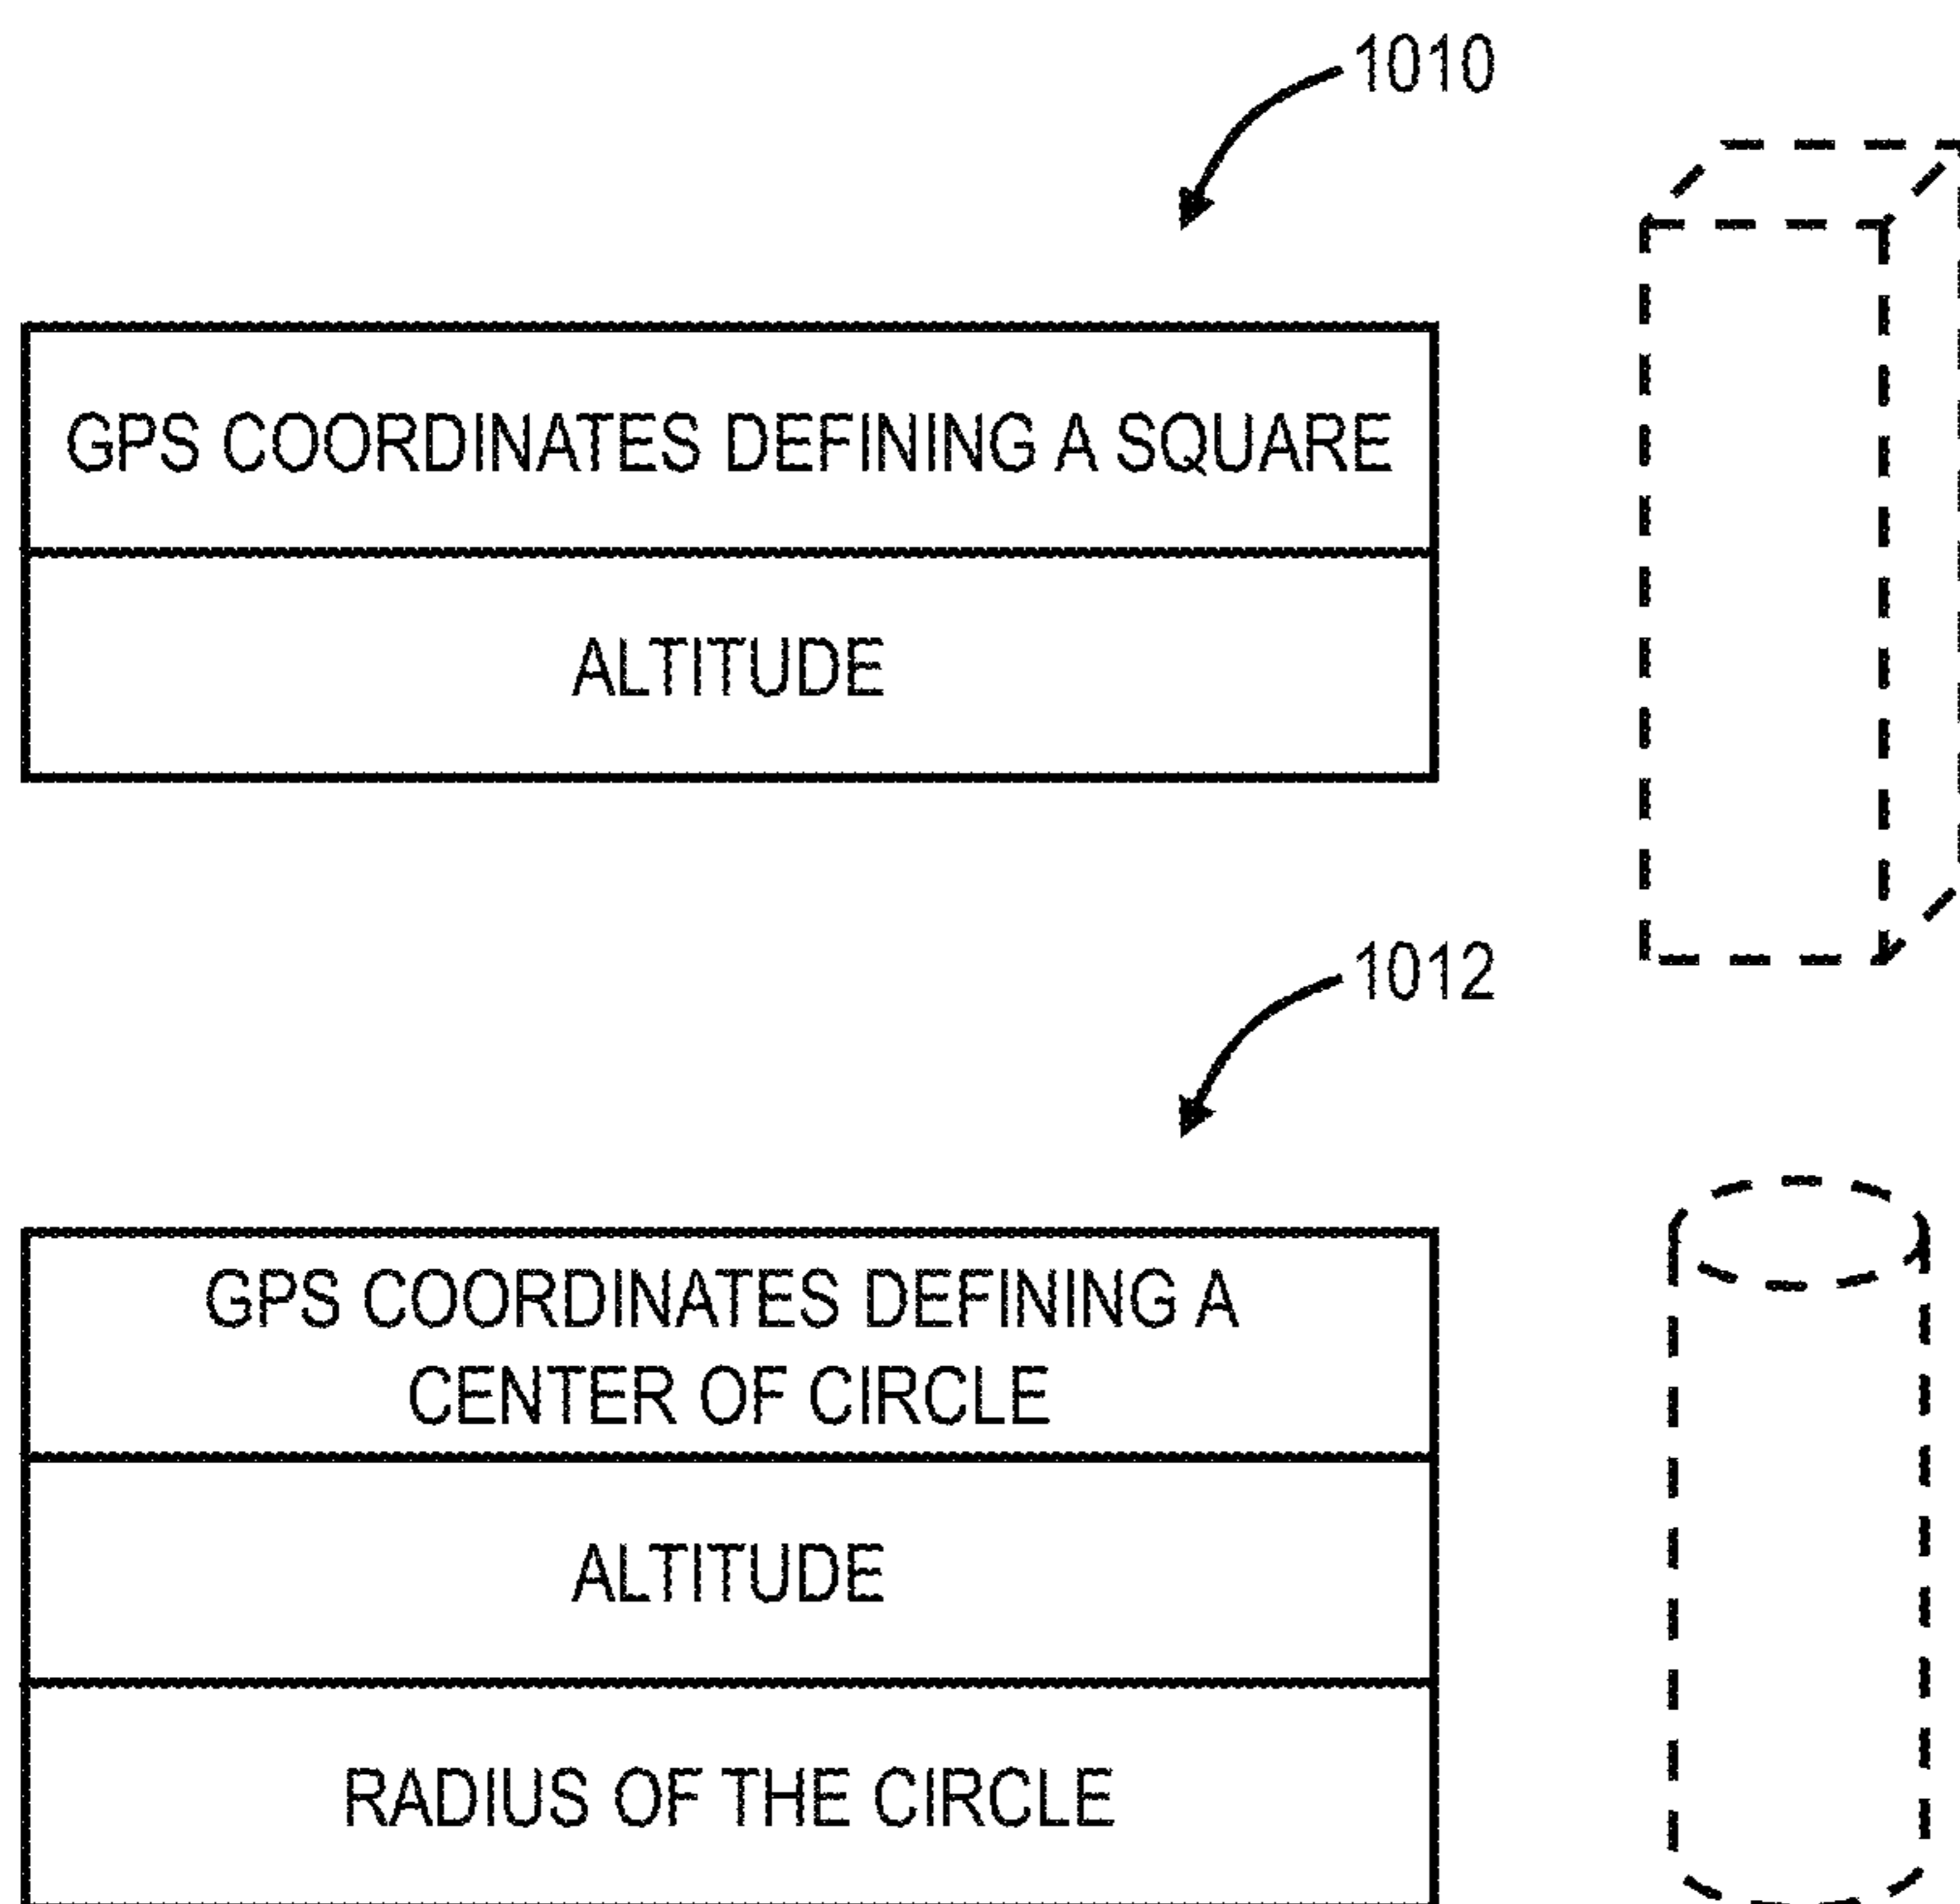 1010
GPS COORDINATES DEFINING A SQUARE
ALTITUDE
1012
GPS COORDINATES DEFINING A
CENTER OF CIRCLE
ALTITUDE
RADIUS OF THE CIRCLE